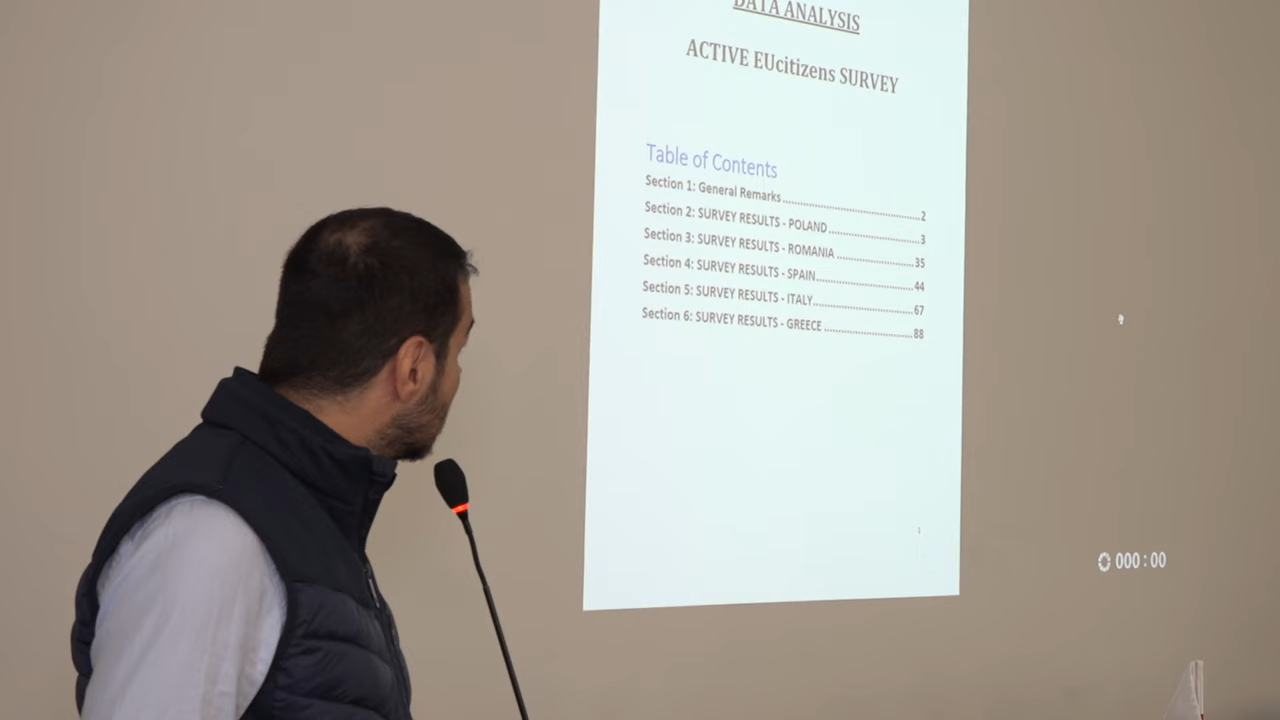 DATA ANALYSIS
ACTIVE EUcitizens SURVEY
Table of Contents
Section 1: General Remarks 2
Section 2: SURVEY RESULTS - POLAND 3
Section 3: SURVEY RESULTS - ROMANIA 35
Section 4: SURVEY RESULTS - SPAIN 44
Section 5: SURVEY RESULTS - ITALY 67
Section 6: SURVEY RESULTS - GREECE 88
1
000:00